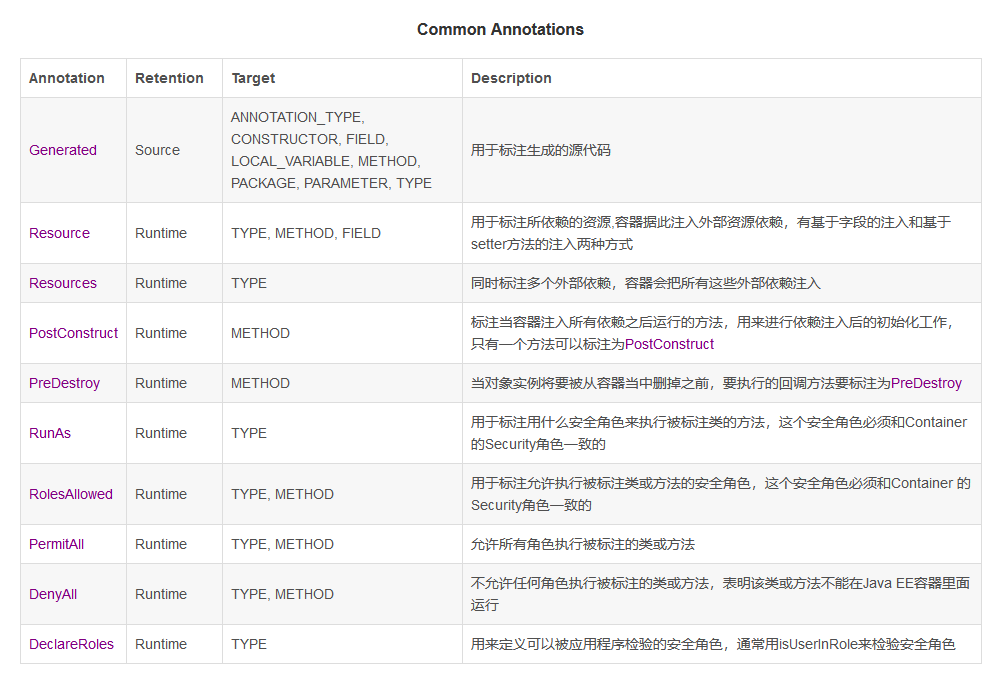 Common Annotations
Annotation Retention Target Description
Generated Source ANNOTATION_TYPE,
CONSTRUCTOR, FIELD,
LOCAL_VARIABLE, METHOD,
PACKAGE, PARAMETER, TYPE
用于标注生成的源代码
Resource Runtime TYPE, METHOD, FIELD
用于标注所依赖的资源,容器据此注入外部资源依赖，有基于字段的注入和基于
setter方法的注入两种方式
Resources Runtime TYPE 同时标注多个外部依赖，容器会把所有这些外部依赖注入
PostConstruct Runtime METHOD
标注当容器注入所有依赖之后运行的方法，用来进行依赖注入后的初始化工作，
只有一个方法可以标注为PostConstruct
PreDestroy Runtime METHOD 当对象实例将要被从容器当中删掉之前，要执行的回调方法要标注为PreDestroy
RunAs Runtime TYPE
用于标注用什么安全角色来执行被标注类的方法，这个安全角色必须和Container
的Security角色一致的
RolesAllowed Runtime TYPE, METHOD
用于标注允许执行被标注类或方法的安全角色，这个安全角色必须和Container 的
Security角色一致的
PermitAll Runtime TYPE, METHOD 允许所有角色执行被标注的类或方法
DenyAll Runtime TYPE, METHOD
不允许任何角色执行被标注的类或方法，表明该类或方法不能在Java EE容器里面
运行
DeclareRoles Runtime TYPE 用来定义可以被应用程序检验的安全角色，通常用isUserInRole来检验安全角色